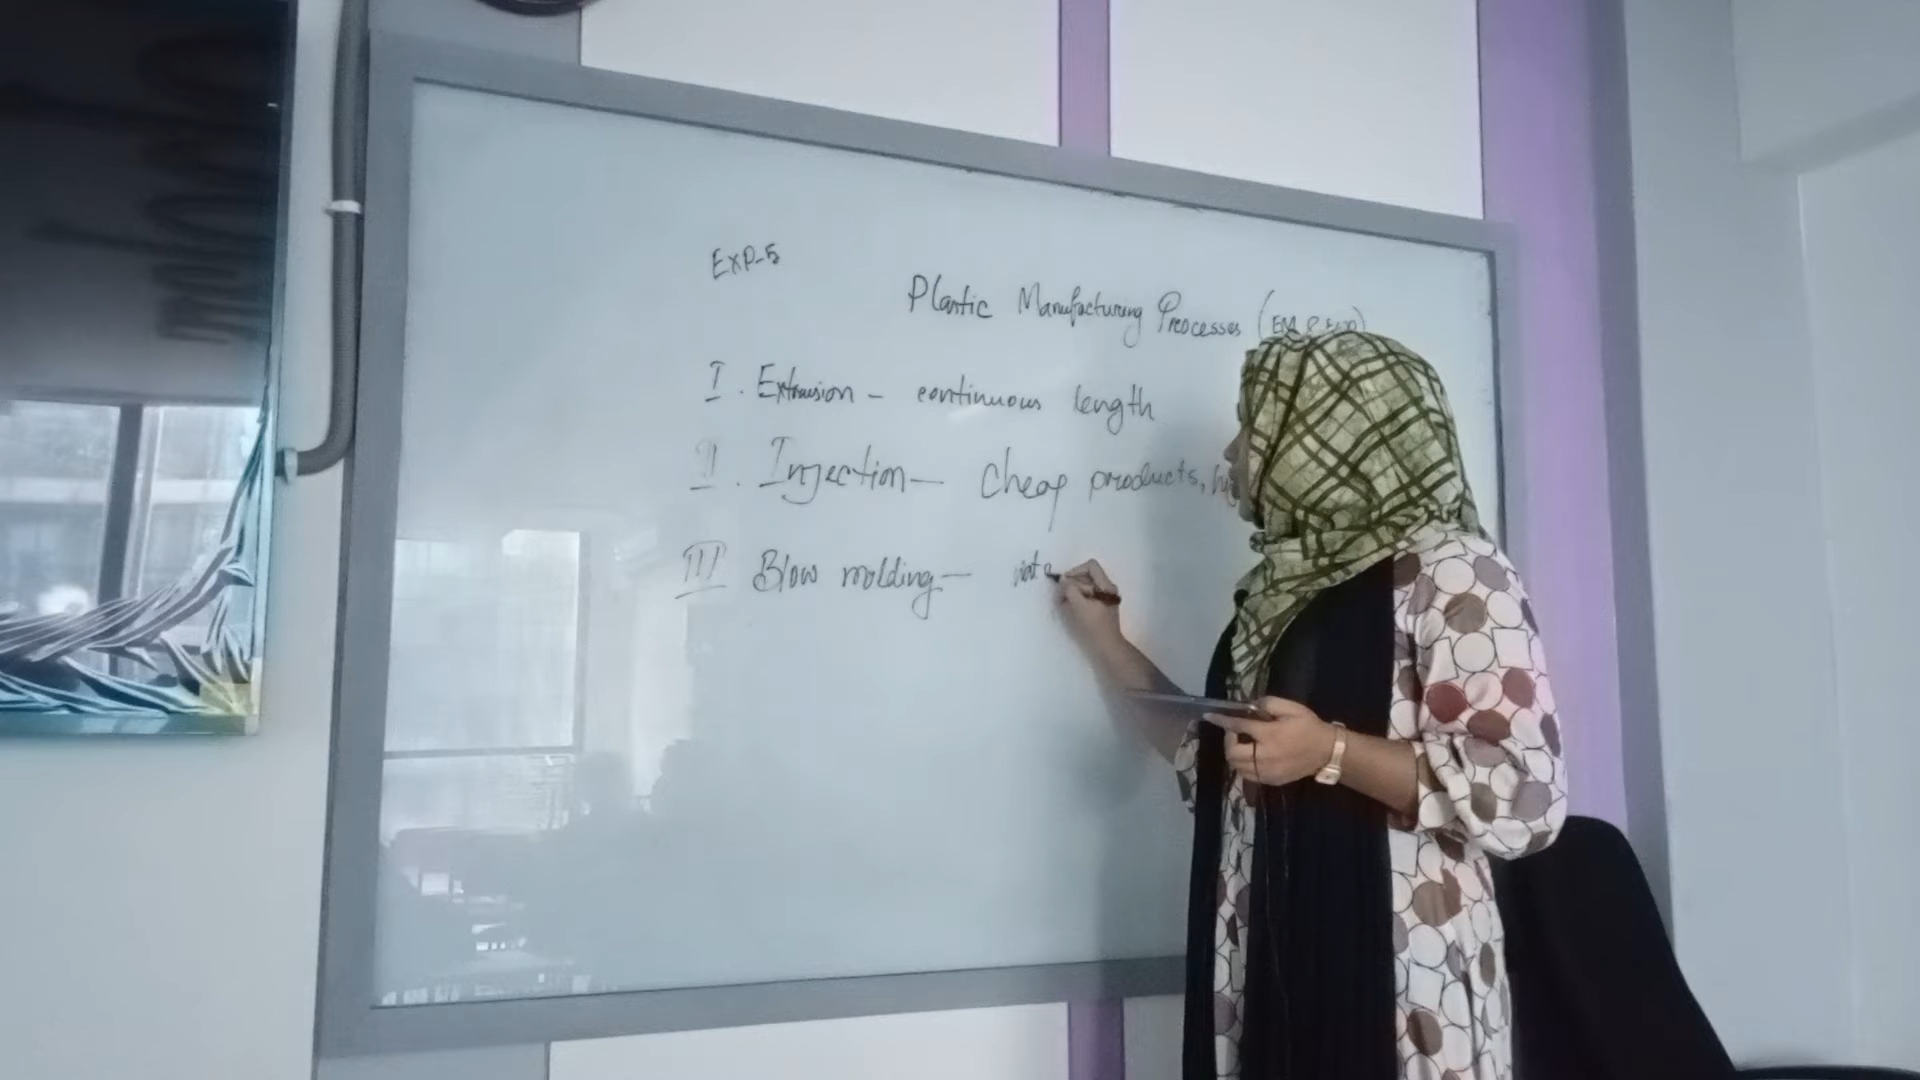 EXP-5
Plastic Manufacturing Processes
I. Extrusion - continuous length
II. Injection - Cheap products,
III Blow molding -